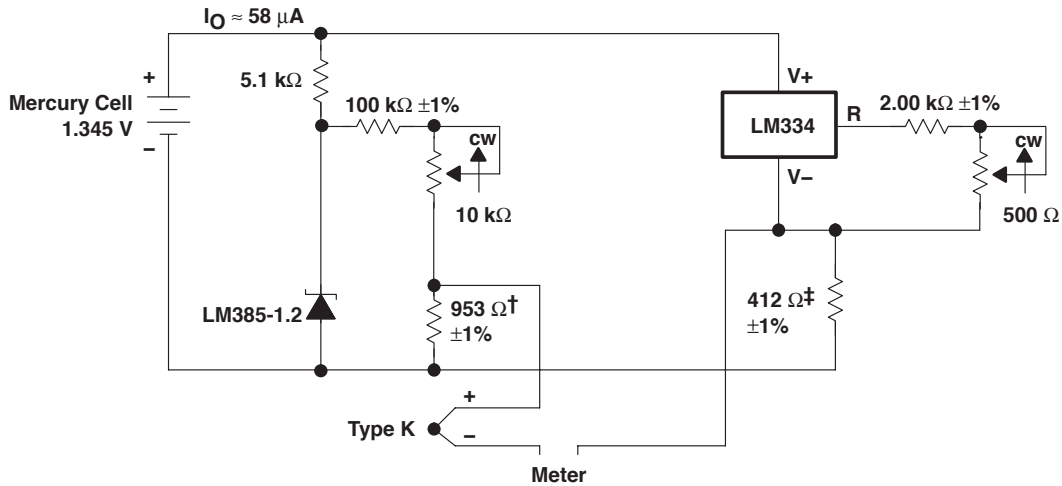 IO ≈ 58 μA
+
Mercury Cell
1.345 V
−
5.1 kΩ
100 kΩ ±1%
cw
10 kΩ
LM385-1.2
953 Ω†
±1%
V+
LM334
R
V−
2.00 kΩ ±1%
cw
500 Ω
412 Ω‡
±1%
Type K
+
−
Meter